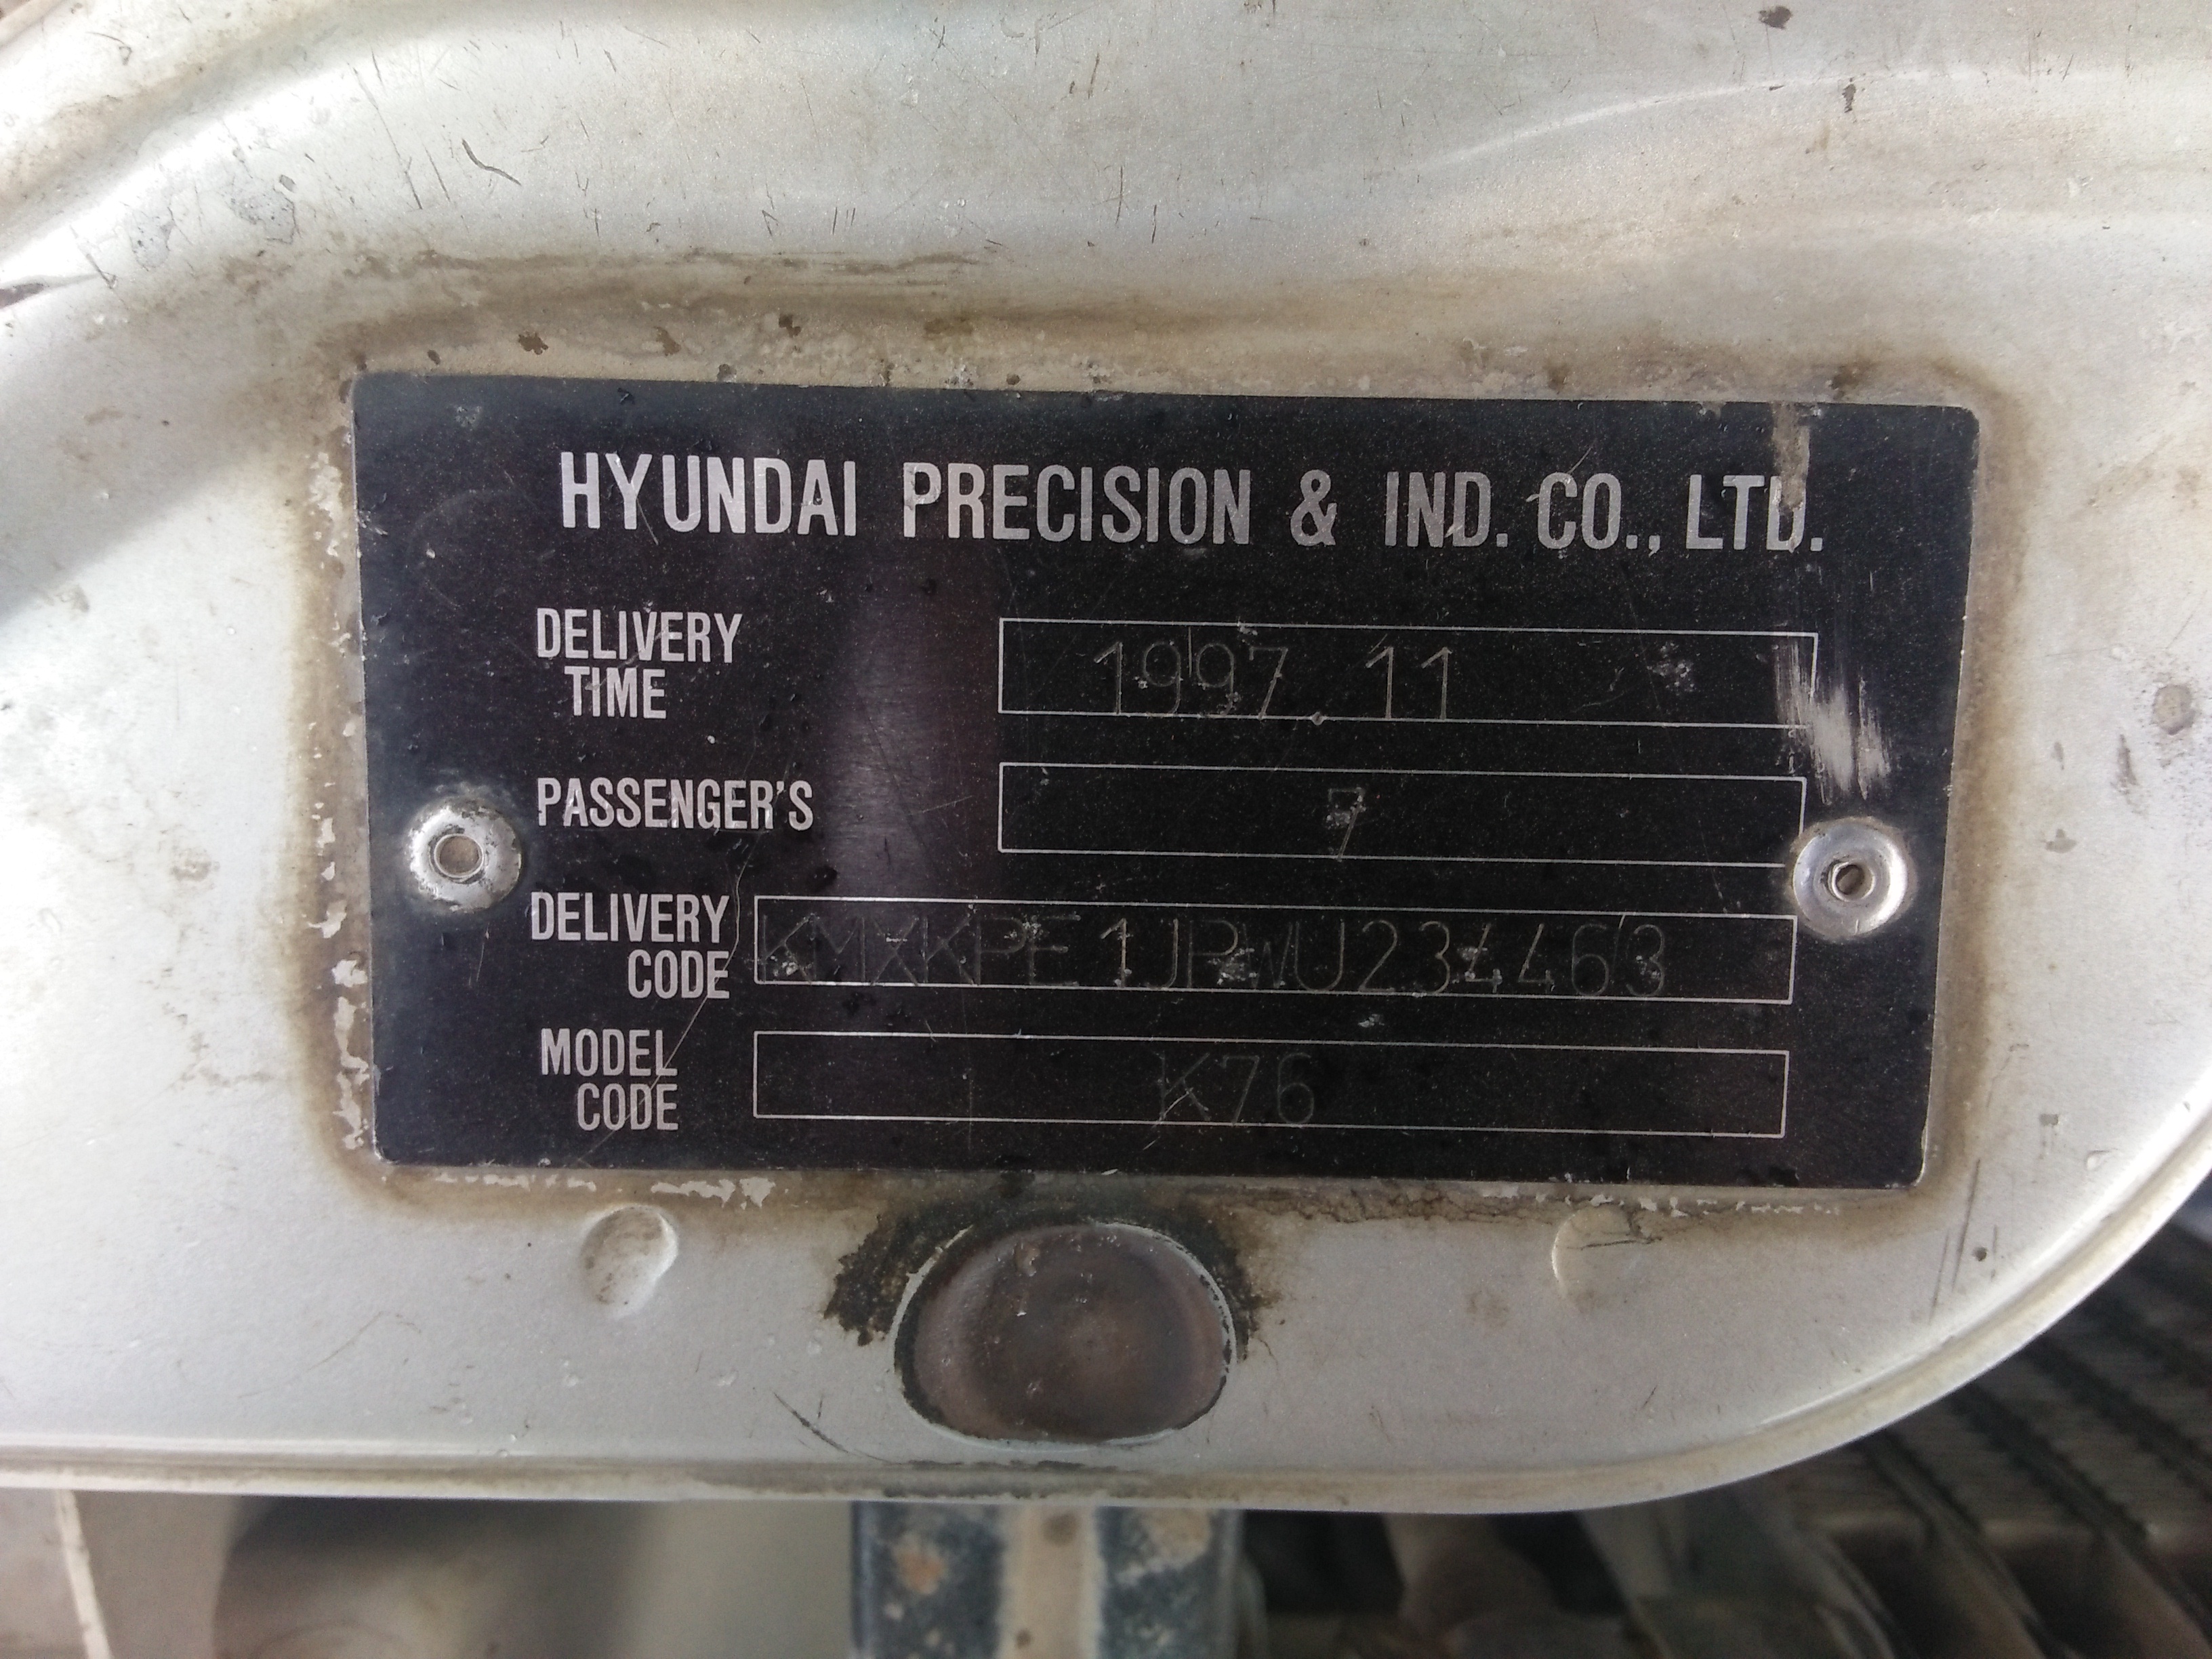 HYUNDAI PRECISION & IND. CO., LTD.
DELIVERY TIME 1997.11
PASSENGER'S 7
DELIVERY CODE KMXKPE1JPWU234463
MODEL CODE K76